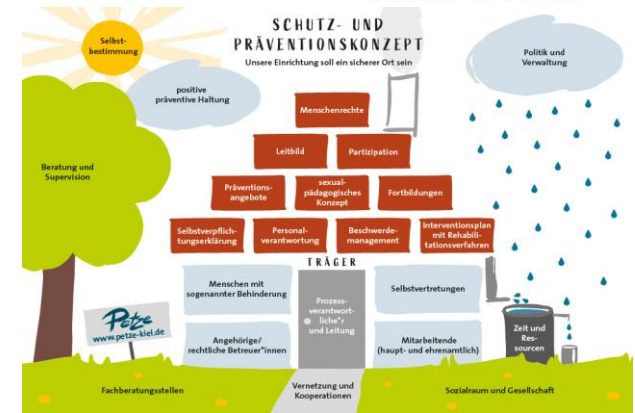 SCHUTZ- UND
PRÄVENTIONSKONZEPT
Unsere Einrichtung soll ein sicherer Ort sein
Selbst-
bestimmung
positive
präventive Haltung
Politik und
Verwaltung
Beratung und
Supervision
Menschenrechte
Leitbild
Partizipation
Präventions-
angebote
sexual-
pädagogisches
Konzept
Fortbildungen
Selbstverpflich-
tungserklärung
Personal-
verantwortung
Beschwerde-
management
Interventionsplan
mit Rehabili-
tationsverfahren
TRÄGER
Menschen mit
sogenannter Behinderung
Prozess-
verantwort-
liche*r
und Leitung
Selbstvertretungen
Angehörige/
rechtliche Betreuer*innen
Mitarbeitende
(haupt- und ehrenamtlich)
Zeit und
Res-
sourcen
Petze
www.petze-kiel.de
Fachberatungsstellen
Vernetzung und
Kooperationen
Sozialraum und Gesellschaft